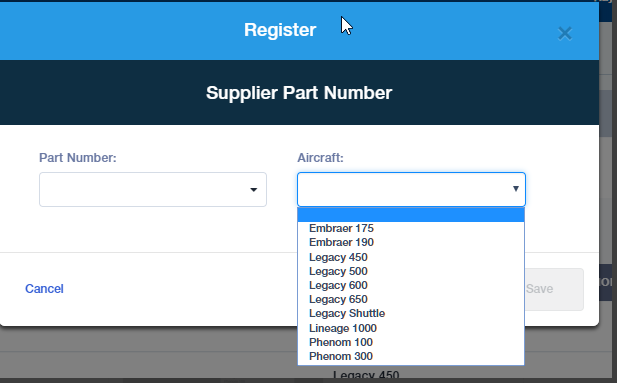 Register
Supplier Part Number
Part Number:
Aircraft:
Embraer 175
Embraer 190
Legacy 450
Legacy 500
Legacy 600
Legacy 650
Legacy Shuttle
Lineage 1000
Phenom 100
Phenom 300
Cancel
Save
Legacy 450